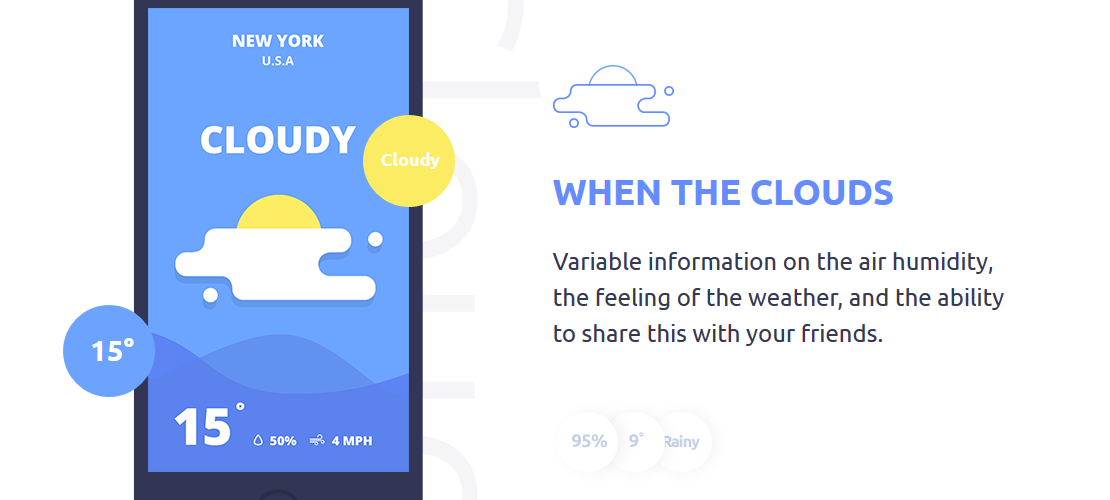 NEW YORK
U.S.A
CLOUDY
Cloudy
15°
15°
50%
4 MPH
WHEN THE CLOUDS
Variable information on the air humidity,
the feeling of the weather, and the ability
to share this with your friends.
95%
9°
Rainy